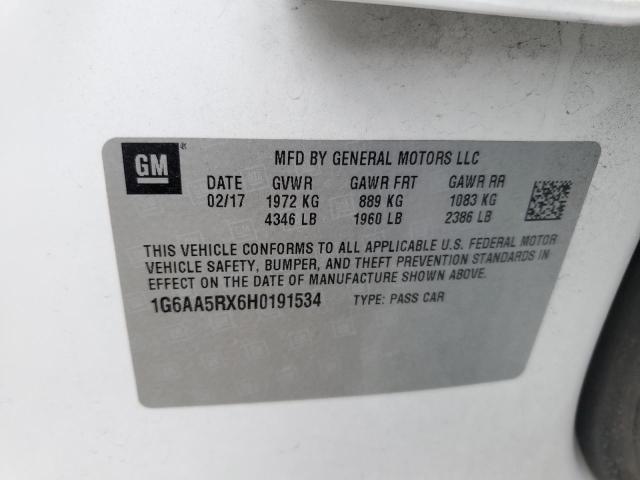 GM
MFD BY GENERAL MOTORS LLC
DATE GVWR GAWR FRT GAWR RR
02/17 1972 KG 889 KG 1083 KG
4346 LB 1960 LB 2386 LB
THIS VEHICLE CONFORMS TO ALL APPLICABLE U.S. FEDERAL MOTOR
VEHICLE SAFETY, BUMPER, AND THEFT PREVENTION STANDARDS IN
EFFECT ON THE DATE OF MANUFACTURE SHOWN ABOVE.
1G6AA5RX6H0191534 TYPE: PASS CAR